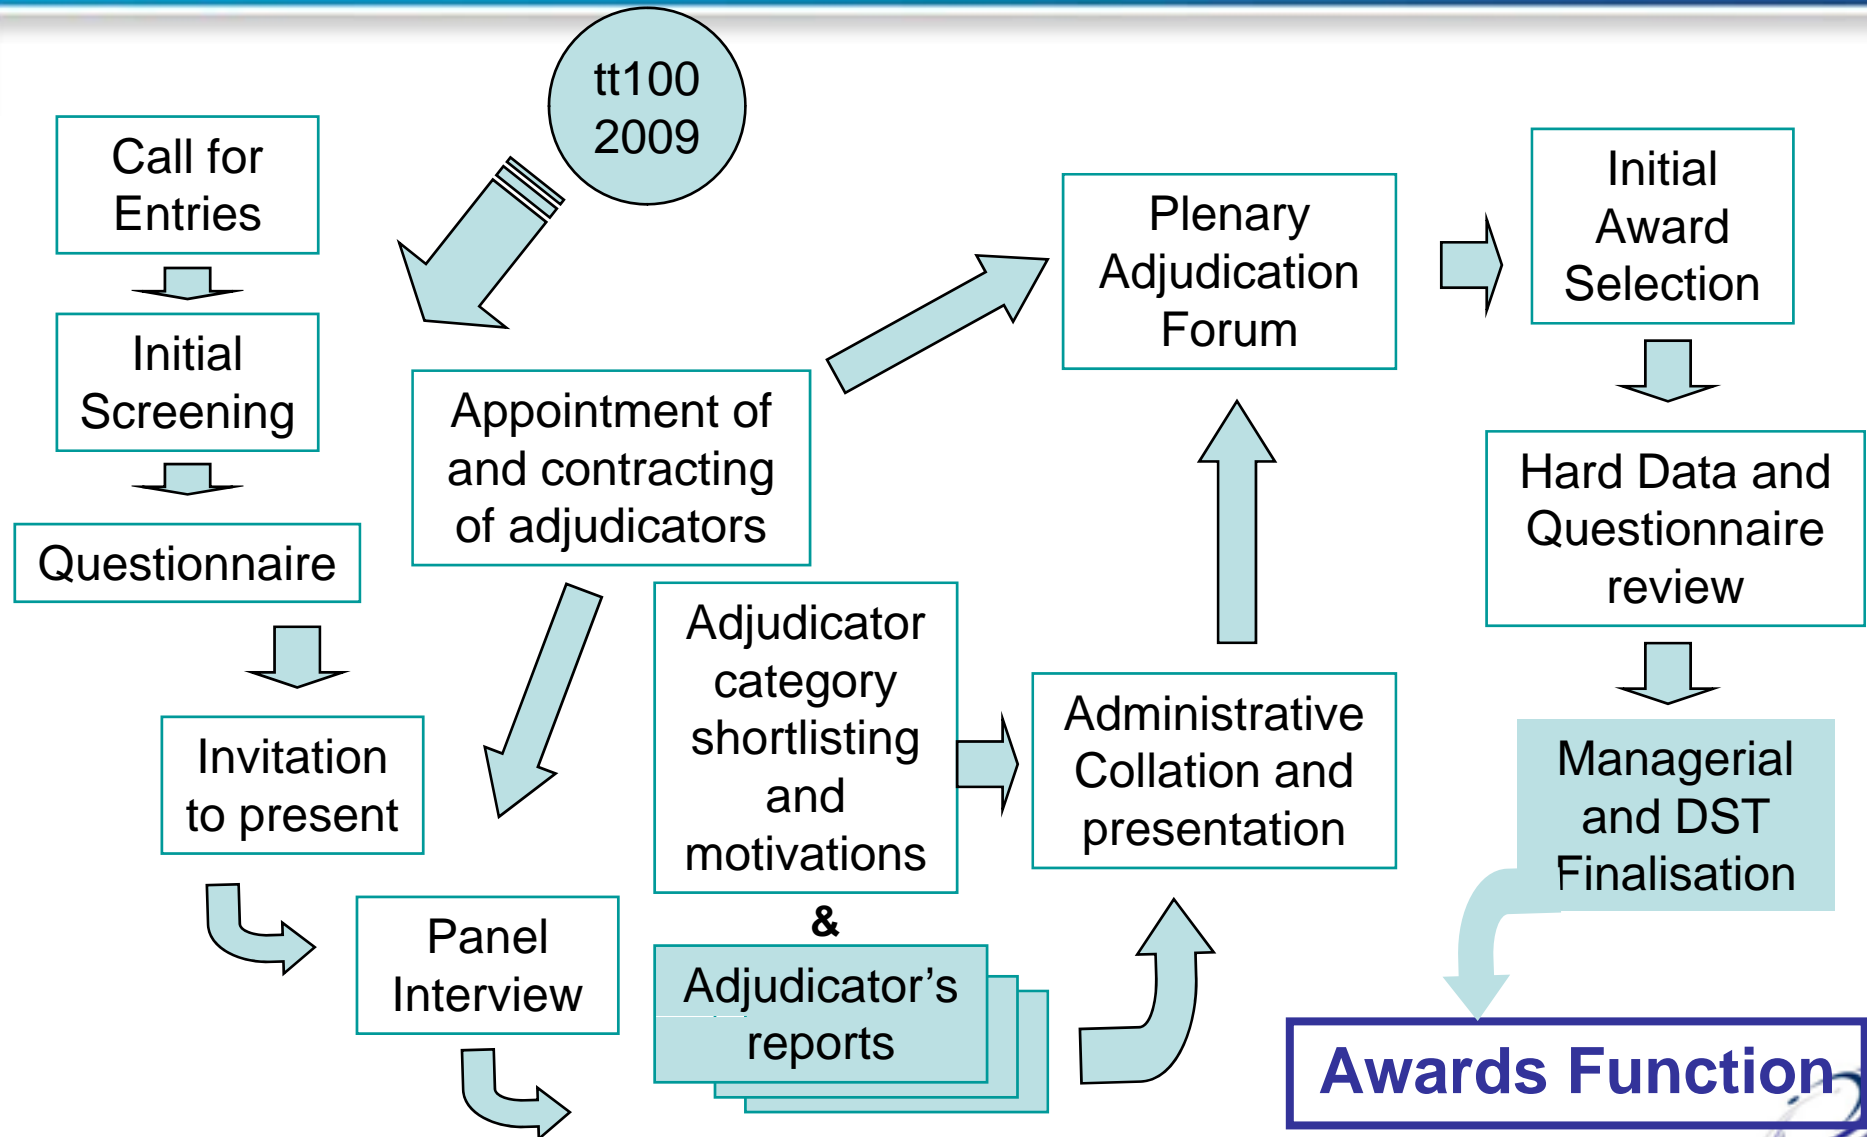 tt100
2009
Call for
Entries
Initial
Screening
Questionnaire
Invitation
to present
Panel
Interview
Appointment of
and contracting
of adjudicators
Adjudicator
category
shortlisting
and
motivations
&
Adjudicator’s
reports
Administrative
Collation and
presentation
Plenary
Adjudication
Forum
Initial
Award
Selection
Hard Data and
Questionnaire
review
Managerial
and DST
Finalisation
Awards Function